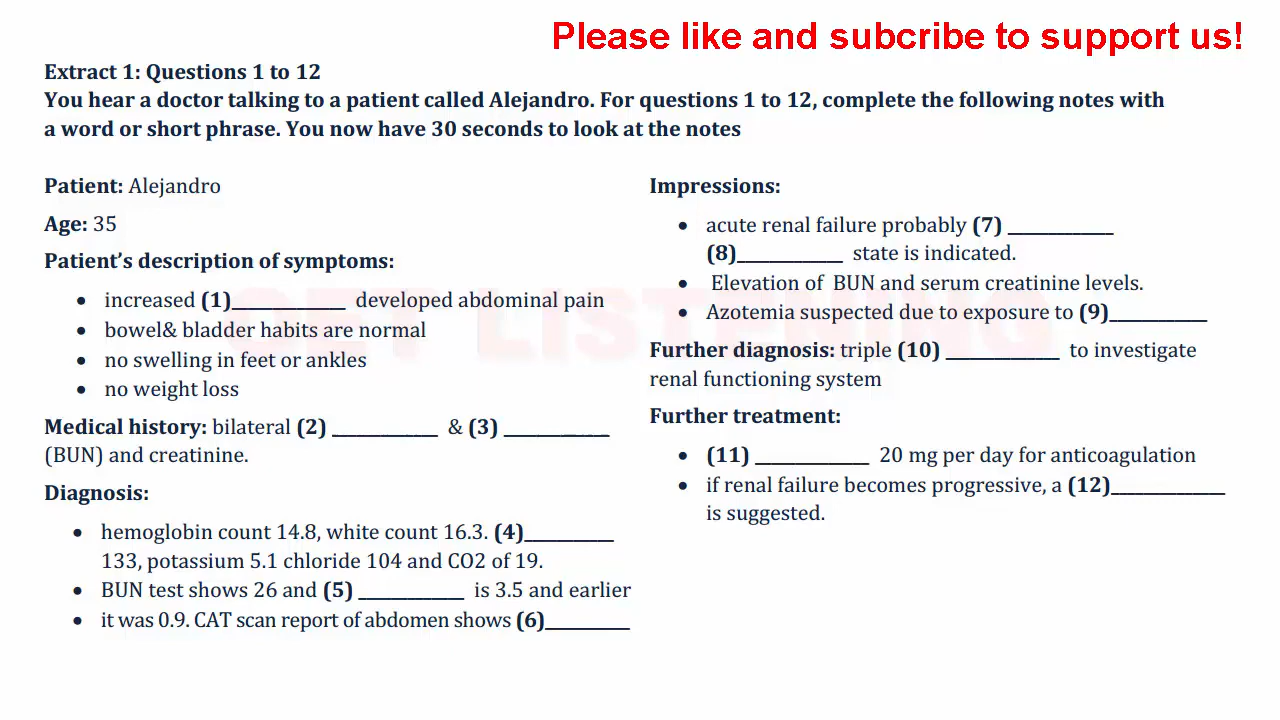 Please like and subcribe to support us!
Extract 1: Questions 1 to 12
You hear a doctor talking to a patient called Alejandro. For questions 1 to 12, complete the following notes with
a word or short phrase. You now have 30 seconds to look at the notes
Patient: Alejandro
Age: 35
Patient's description of symptoms:
• increased (1)____________ developed abdominal pain
• bowel& bladder habits are normal
• no swelling in feet or ankles
• no weight loss
Medical history: bilateral (2) ___________ & (3) ___________
(BUN) and creatinine.
Diagnosis:
• hemoglobin count 14.8, white count 16.3. (4)__________
133, potassium 5.1 chloride 104 and CO2 of 19.
• BUN test shows 26 and (5) ___________ is 3.5 and earlier
• it was 0.9. CAT scan report of abdomen shows (6)_________
Impressions:
• acute renal failure probably (7) ___________
(8)___________ state is indicated.
• Elevation of BUN and serum creatinine levels.
• Azotemia suspected due to exposure to (9)__________
Further diagnosis: triple (10) ____________ to investigate
renal functioning system
Further treatment:
• (11) ____________ 20 mg per day for anticoagulation
• if renal failure becomes progressive, a (12)____________
is suggested.
GET LISTENING